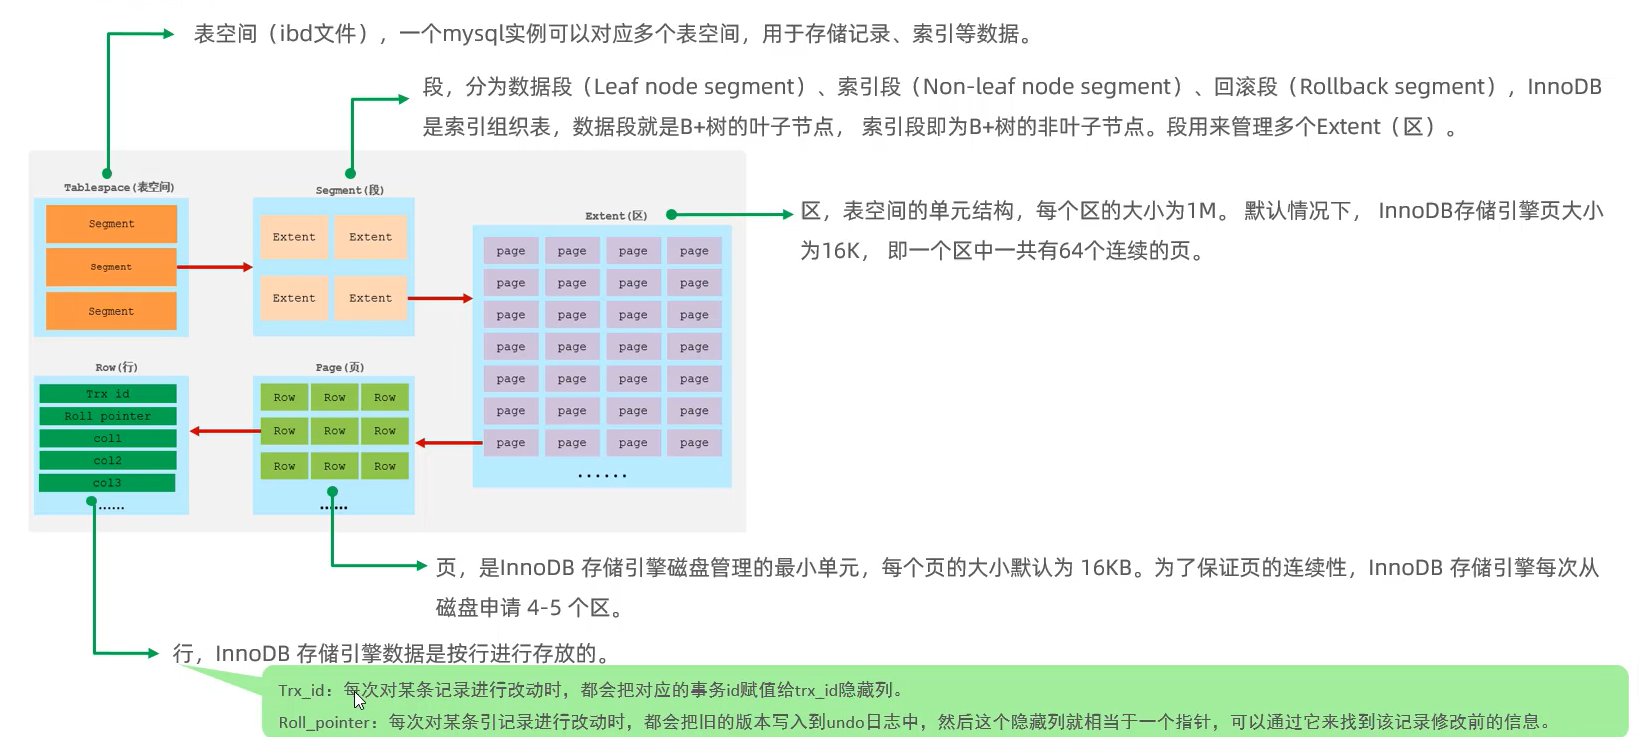 表空间（ibd文件），一个mysql实例可以对应多个表空间，用于存储记录、索引等数据。
段，分为数据段（Leaf node segment）、索引段（Non-leaf node segment）、回滚段（Rollback segment），InnoDB
是索引组织表，数据段就是B+树的叶子节点， 索引段即为B+树的非叶子节点。段用来管理多个Extent（区）。
Tablespace(表空间)
Segment
Segment
Segment
Segment(段)
Extent Extent
Extent Extent
Extent(区)
page page page page
page page page page
page page page page
page page page page
page page page page
page page page page
page page page page
......
区，表空间的单元结构，每个区的大小为1M。 默认情况下， InnoDB存储引擎页大小
为16K， 即一个区中一共有64个连续的页。
Row(行)
Trx id
Roll pointer
col1
col2
col3
......
Page(页)
Row Row Row
Row Row Row
Row Row Row
......
页，是InnoDB 存储引擎磁盘管理的最小单元，每个页的大小默认为 16KB。为了保证页的连续性，InnoDB 存储引擎每次从
磁盘申请 4-5 个区。
行，InnoDB 存储引擎数据是按行进行存放的。
Trx_id：每次对某条记录进行改动时，都会把对应的事务id赋值给trx_id隐藏列。
Roll_pointer：每次对某条引记录进行改动时，都会把旧的版本写入到undo日志中，然后这个隐藏列就相当于一个指针，可以通过它来找到该记录修改前的信息。